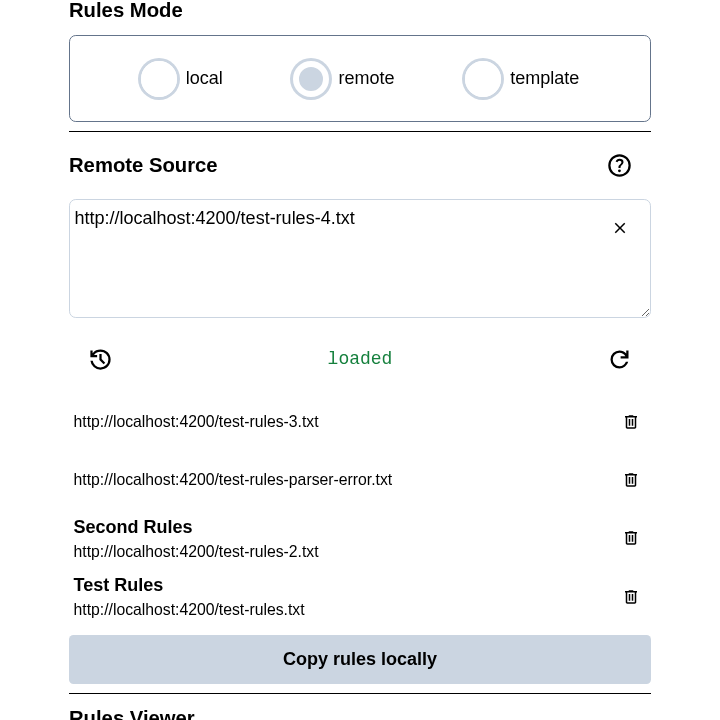 Rules Mode
local
remote
template
Remote Source
http://localhost:4200/test-rules-4.txt
loaded
http://localhost:4200/test-rules-3.txt
http://localhost:4200/test-rules-parser-error.txt
Second Rules
http://localhost:4200/test-rules-2.txt
Test Rules
http://localhost:4200/test-rules.txt
Copy rules locally
Rules Viewer